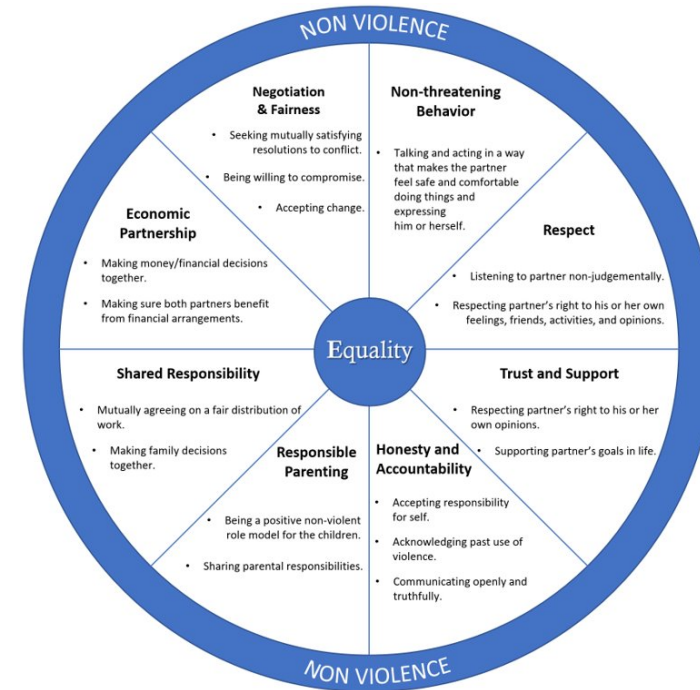 NON VIOLENCE
Negotiation
& Fairness
• Seeking mutually satisfying
resolutions to conflict.
• Being willing to compromise.
• Accepting change.
Non-threatening
Behavior
• Talking and acting in a way
that makes the partner
feel safe and comfortable
doing things and
expressing
him or herself.
Economic
Partnership
• Making money/financial decisions
together.
• Making sure both partners benefit
from financial arrangements.
Respect
• Listening to partner non-judgementally.
• Respecting partner's right to his or her own
feelings, friends, activities, and opinions.
Equality
Shared Responsibility
• Mutually agreeing on a fair distribution of
work.
• Making family decisions
together.
Trust and Support
• Respecting partner's right to his or her
own opinions.
• Supporting partner's goals in life.
Responsible
Parenting
• Being a positive non-violent
role model for the children.
• Sharing parental responsibilities.
Honesty and
Accountability
• Accepting responsibility
for self.
• Acknowledging past use of
violence.
• Communicating openly and
truthfully.
NON VIOLENCE